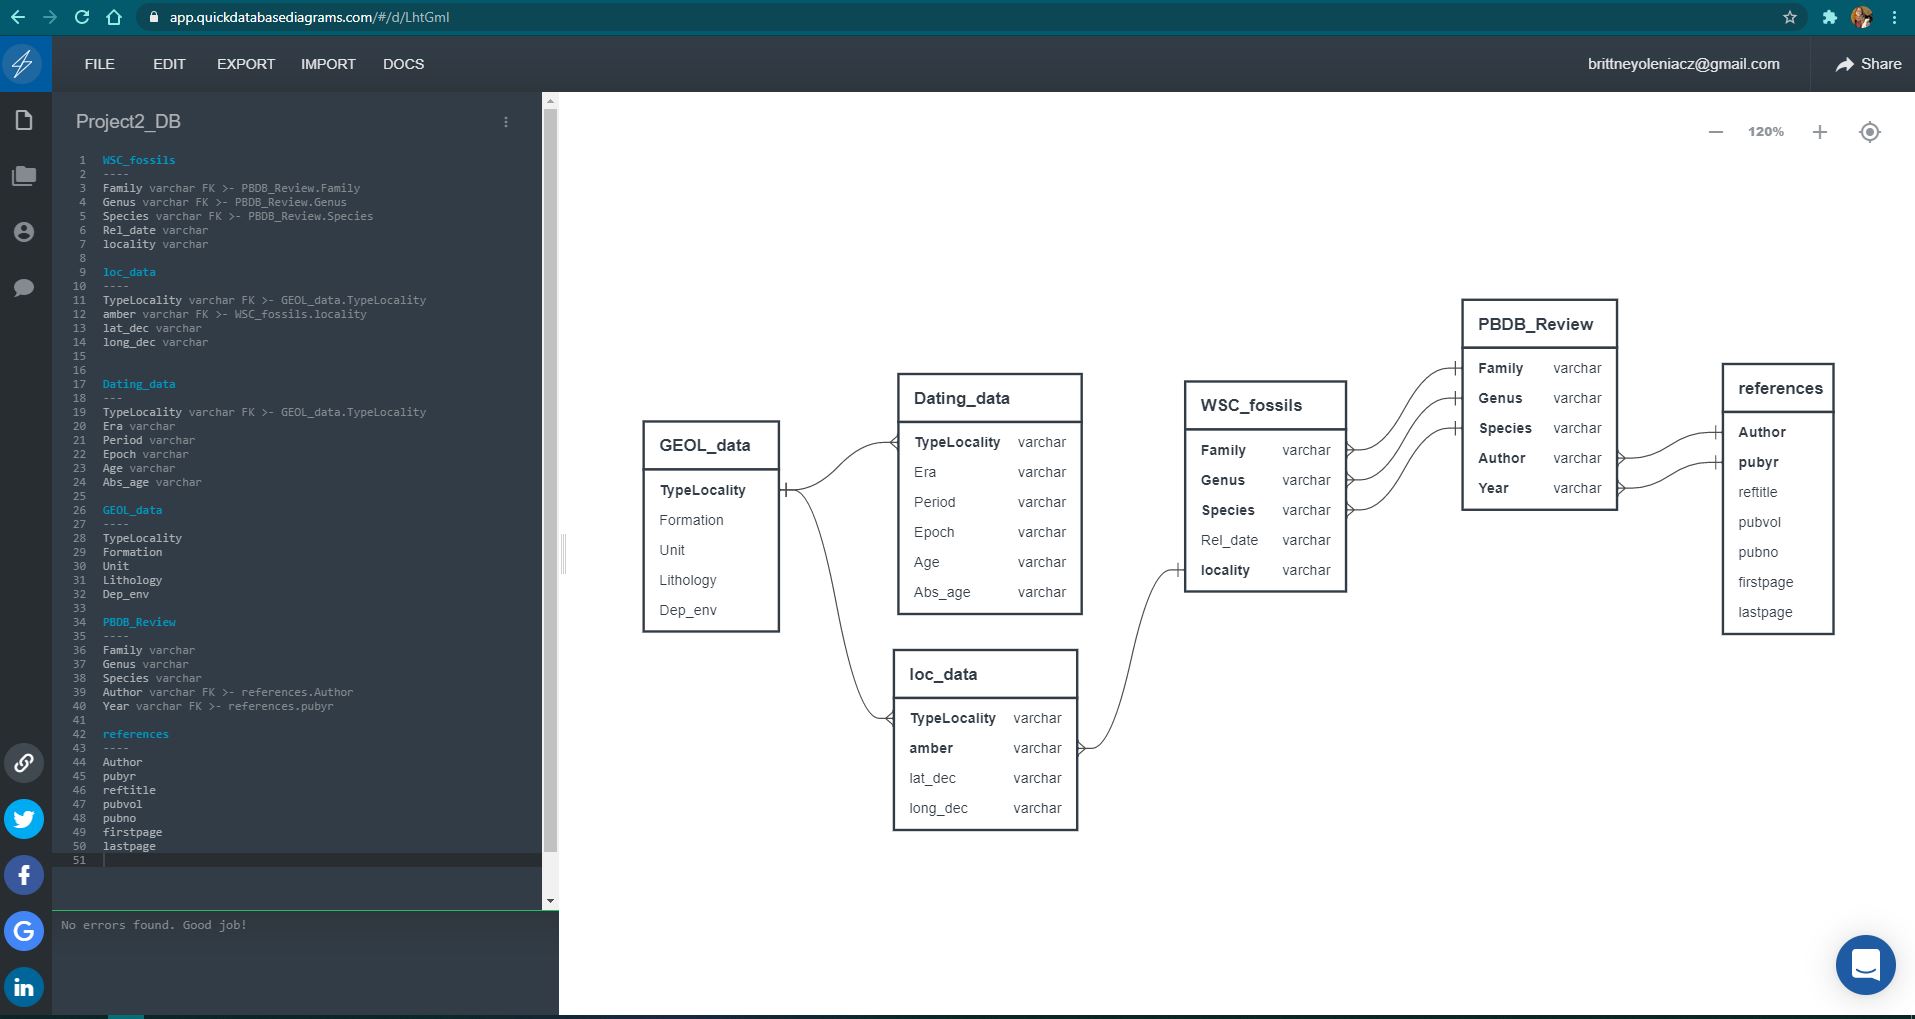 app.quickdatabasediagrams.com/#/d/LhtGml
FILE EDIT EXPORT IMPORT DOCS
brittneyoleniacz@gmail.com
Share
Project2_DB
1 WSC_fossils
2 ----
3 Family varchar FK >- PBDB_Review.Family
4 Genus varchar FK >- PBDB_Review.Genus
5 Species varchar FK >- PBDB_Review.Species
6 Rel_date varchar
7 locality varchar
8
9 loc_data
10 ----
11 TypeLocality varchar FK >- GEOL_data.TypeLocality
12 amber varchar FK >- WSC_fossils.locality
13 lat_dec varchar
14 long_dec varchar
15
16
17 Dating_data
18 ---
19 TypeLocality varchar FK >- GEOL_data.TypeLocality
20 Era varchar
21 Period varchar
22 Epoch varchar
23 Age varchar
24 Abs_age varchar
25
26 GEOL_data
27 ----
28 TypeLocality
29 Formation
30 Unit
31 Lithology
32 Dep_env
33
34 PBDB_Review
35 ----
36 Family varchar
37 Genus varchar
38 Species varchar
39 Author varchar FK >- references.Author
40 Year varchar FK >- references.pubyr
41
42 references
43 ----
44 Author
45 pubyr
46 reftitle
47 pubvol
48 pubno
49 firstpage
50 lastpage
51
No errors found. Good job!
120%
GEOL_data
TypeLocality
Formation
Unit
Lithology
Dep_env
Dating_data
TypeLocality varchar
Era varchar
Period varchar
Epoch varchar
Age varchar
Abs_age varchar
loc_data
TypeLocality varchar
amber varchar
lat_dec varchar
long_dec varchar
WSC_fossils
Family varchar
Genus varchar
Species varchar
Rel_date varchar
locality varchar
PBDB_Review
Family varchar
Genus varchar
Species varchar
Author varchar
Year varchar
references
Author
pubyr
reftitle
pubvol
pubno
firstpage
lastpage